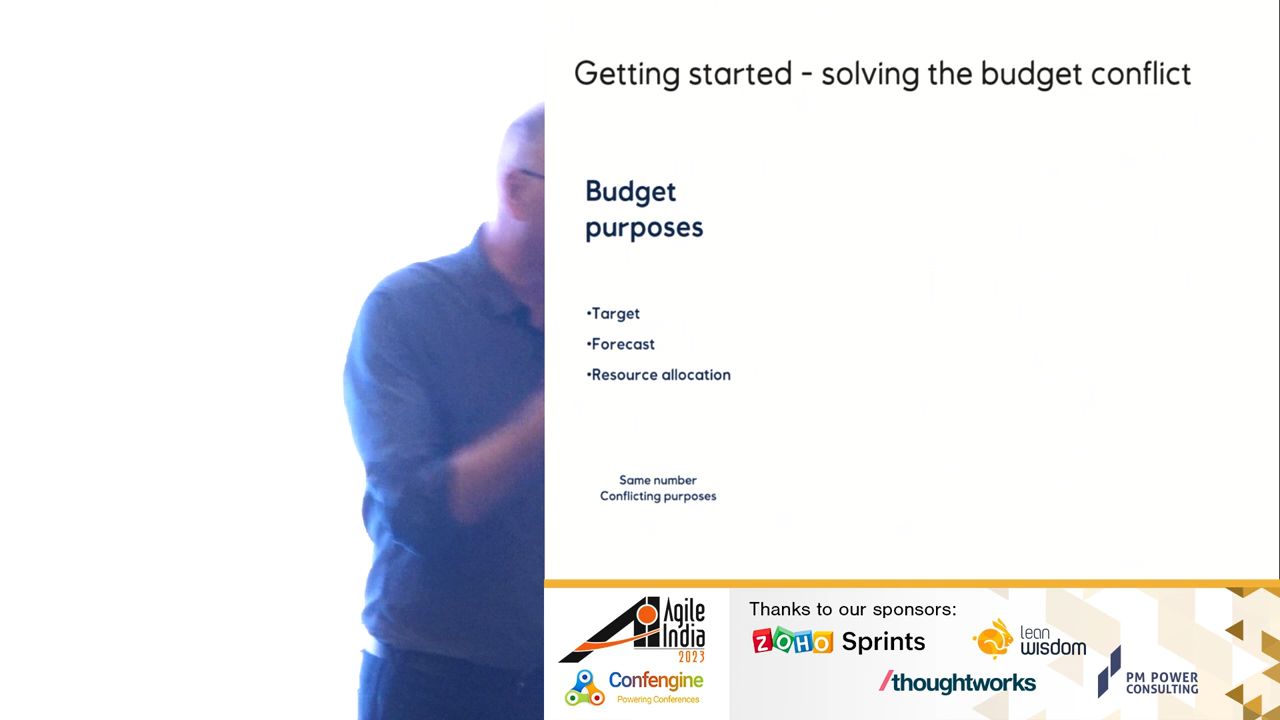 Getting started - solving the budget conflict
Budget
purposes
•Target
•Forecast
•Resource allocation
Same number
Conflicting purposes
Agile
India
2023
Confengine
Powering Conferences
Thanks to our sponsors:
ZOHO Sprints
lean
wisdom
/thoughtworks
PM POWER
CONSULTING